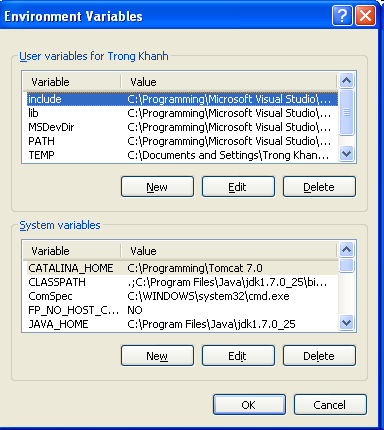 Environment Variables
User variables for Trong Khanh
Variable Value
include C:\Programming\Microsoft Visual Studio\...
lib C:\Programming\Microsoft Visual Studio\...
MSDevDir C:\Programming\Microsoft Visual Studio\...
PATH C:\Programming\Microsoft Visual Studio\...
TEMP C:\Documents and Settings\Trong Khan...
New Edit Delete
System variables
Variable Value
CATALINA_HOME C:\Programming\Tomcat 7.0
CLASSPATH .;C:\Program Files\Java\jdk1.7.0_25\bi...
ComSpec C:\WINDOWS\system32\cmd.exe
FP_NO_HOST_C... NO
JAVA_HOME C:\Program Files\Java\jdk1.7.0_25
New Edit Delete
OK Cancel